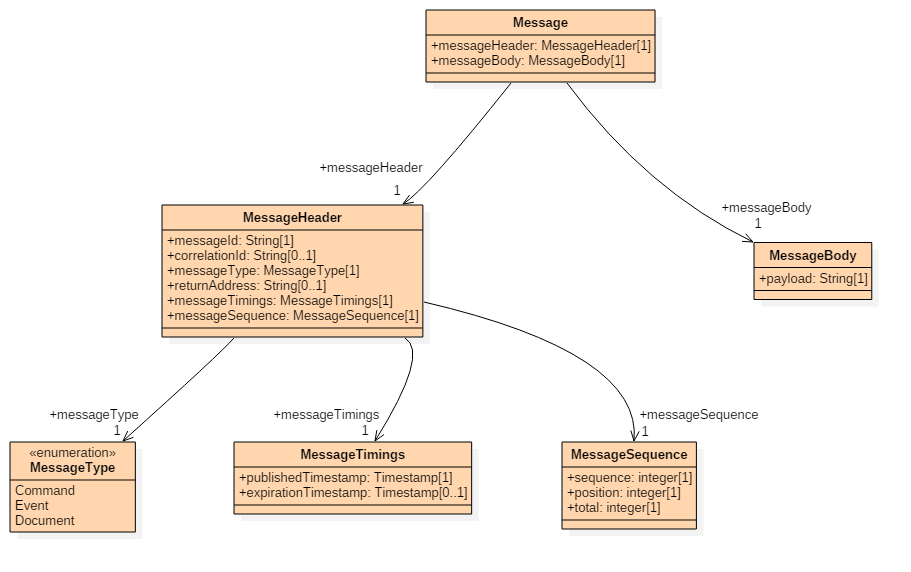 Message
+messageHeader: MessageHeader[1]
+messageBody: MessageBody[1]
+messageHeader
1
+messageBody
1
MessageHeader
+messageId: String[1]
+correlationId: String[0..1]
+messageType: MessageType[1]
+returnAddress: String[0..1]
+messageTimings: MessageTimings[1]
+messageSequence: MessageSequence[1]
MessageBody
+payload: String[1]
+messageType
1
+messageTimings
1
+messageSequence
1
«enumeration»
MessageType
Command
Event
Document
MessageTimings
+publishedTimestamp: Timestamp[1]
+expirationTimestamp: Timestamp[0..1]
MessageSequence
+sequence: integer[1]
+position: integer[1]
+total: integer[1]